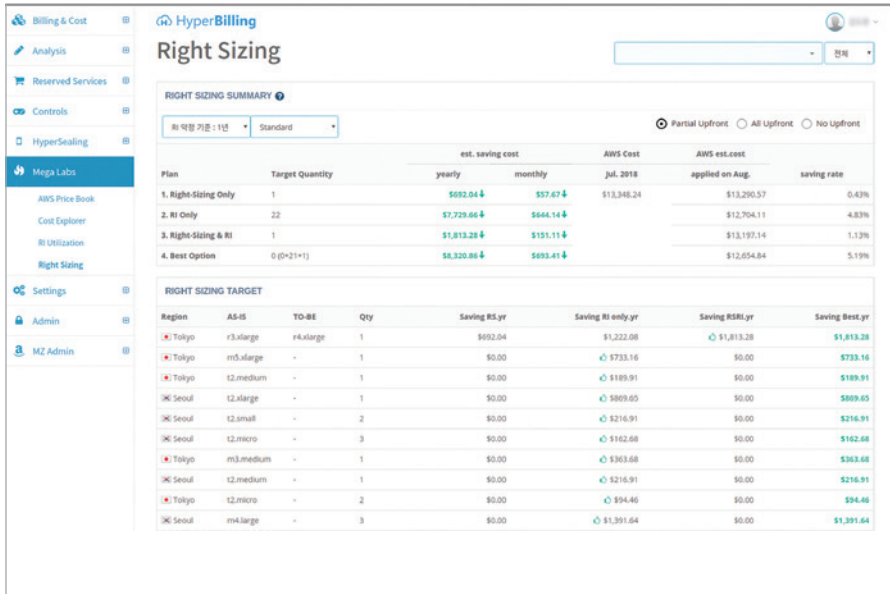 Billing & Cost
Analysis
Reserved Services
Controls
HyperSealing
Mega Labs
AWS Price Book
Cost Explorer
RI Utilization
Right Sizing
Settings
Admin
MZ Admin
HyperBilling
Right Sizing
전체
RIGHT SIZING SUMMARY
RI 약정 기준 : 1년 Standard
Partial Upfront All Upfront No Upfront
est. saving cost AWS Cost AWS est.cost
Plan Target Quantity yearly monthly Jul. 2018 applied on Aug. saving rate
1. Right-Sizing Only 1 $692.04 $57.67 $13,348.24 $13,290.57 0.43%
2. RI Only 22 $7,729.66 $644.14 $12,704.11 4.83%
3. Right-Sizing & RI 1 $1,813.28 $151.11 $13,197.14 1.13%
4. Best Option 0 (0+21+1) $8,320.86 $693.41 $12,654.84 5.19%
RIGHT SIZING TARGET
Region AS-IS TO-BE Qty Saving RS.yr Saving RI only.yr Saving RSRI.yr Saving Best.yr
Tokyo r3.xlarge r4.xlarge 1 $692.04 $1,222.08 $1,813.28 $1,813.28
Tokyo m5.xlarge - 1 $0.00 $733.16 $0.00 $733.16
Tokyo t2.medium - 1 $0.00 $189.91 $0.00 $189.91
Seoul t2.xlarge - 1 $0.00 $869.65 $0.00 $869.65
Seoul t2.small - 2 $0.00 $216.91 $0.00 $216.91
Seoul t2.micro - 3 $0.00 $162.68 $0.00 $162.68
Tokyo m3.medium - 1 $0.00 $363.68 $0.00 $363.68
Seoul t2.medium - 1 $0.00 $216.91 $0.00 $216.91
Tokyo t2.micro - 2 $0.00 $94.46 $0.00 $94.46
Seoul m4.large - 3 $0.00 $1,391.64 $0.00 $1,391.64